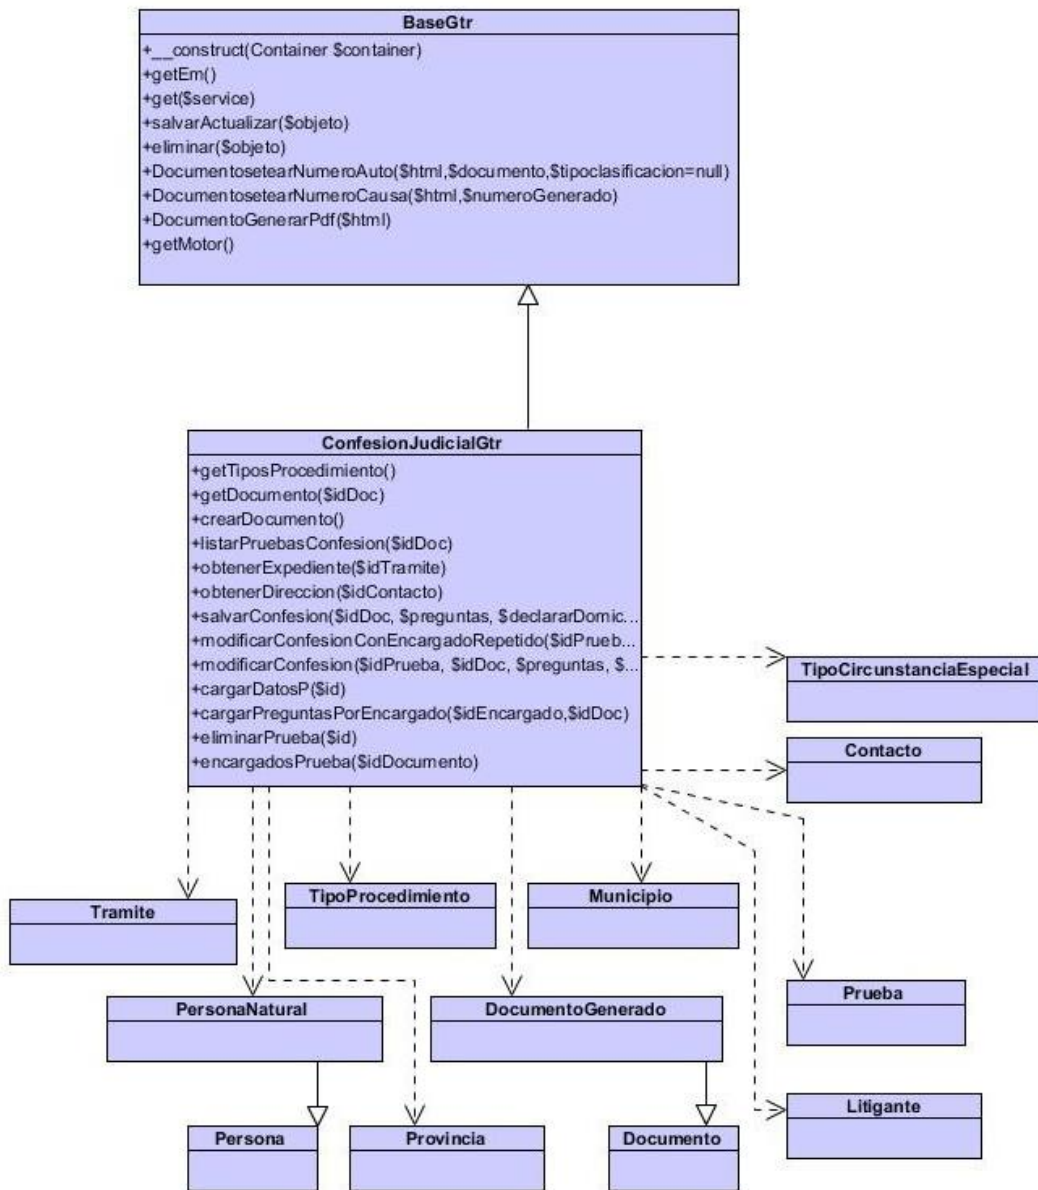 BaseGtr
+__construct(Container $container)
+getEm()
+get($service)
+salvarActualizar($objeto)
+eliminar($objeto)
+DocumentosetearNumeroAuto($html,$documento,$tipoclasificacion=null)
+DocumentosetearNumeroCausa($html,$numeroGenerado)
+DocumentoGenerarPdf($html)
+getMotor()
ConfesionJudicialGtr
+getTiposProcedimiento()
+getDocumento($idDoc)
+crearDocumento()
+listarPruebasConfesion($idDoc)
+obtenerExpediente($idTramite)
+obtenerDireccion($idContacto)
+salvarConfesion($idDoc, $preguntas, $declararDomic...
+modificarConfesionConEncargadoRepetido($idPrueb...
+modificarConfesion($idPrueba, $idDoc, $preguntas, $...
+cargarDatosP($id)
+cargarPreguntasPorEncargado($idEncargado,$idDoc)
+eliminarPrueba($id)
+encargadosPrueba($idDocumento)
TipoCircunstanciaEspecial
Contacto
Tramite
TipoProcedimiento
Municipio
PersonaNatural
DocumentoGenerado
Prueba
Litigante
Persona
Provincia
Documento